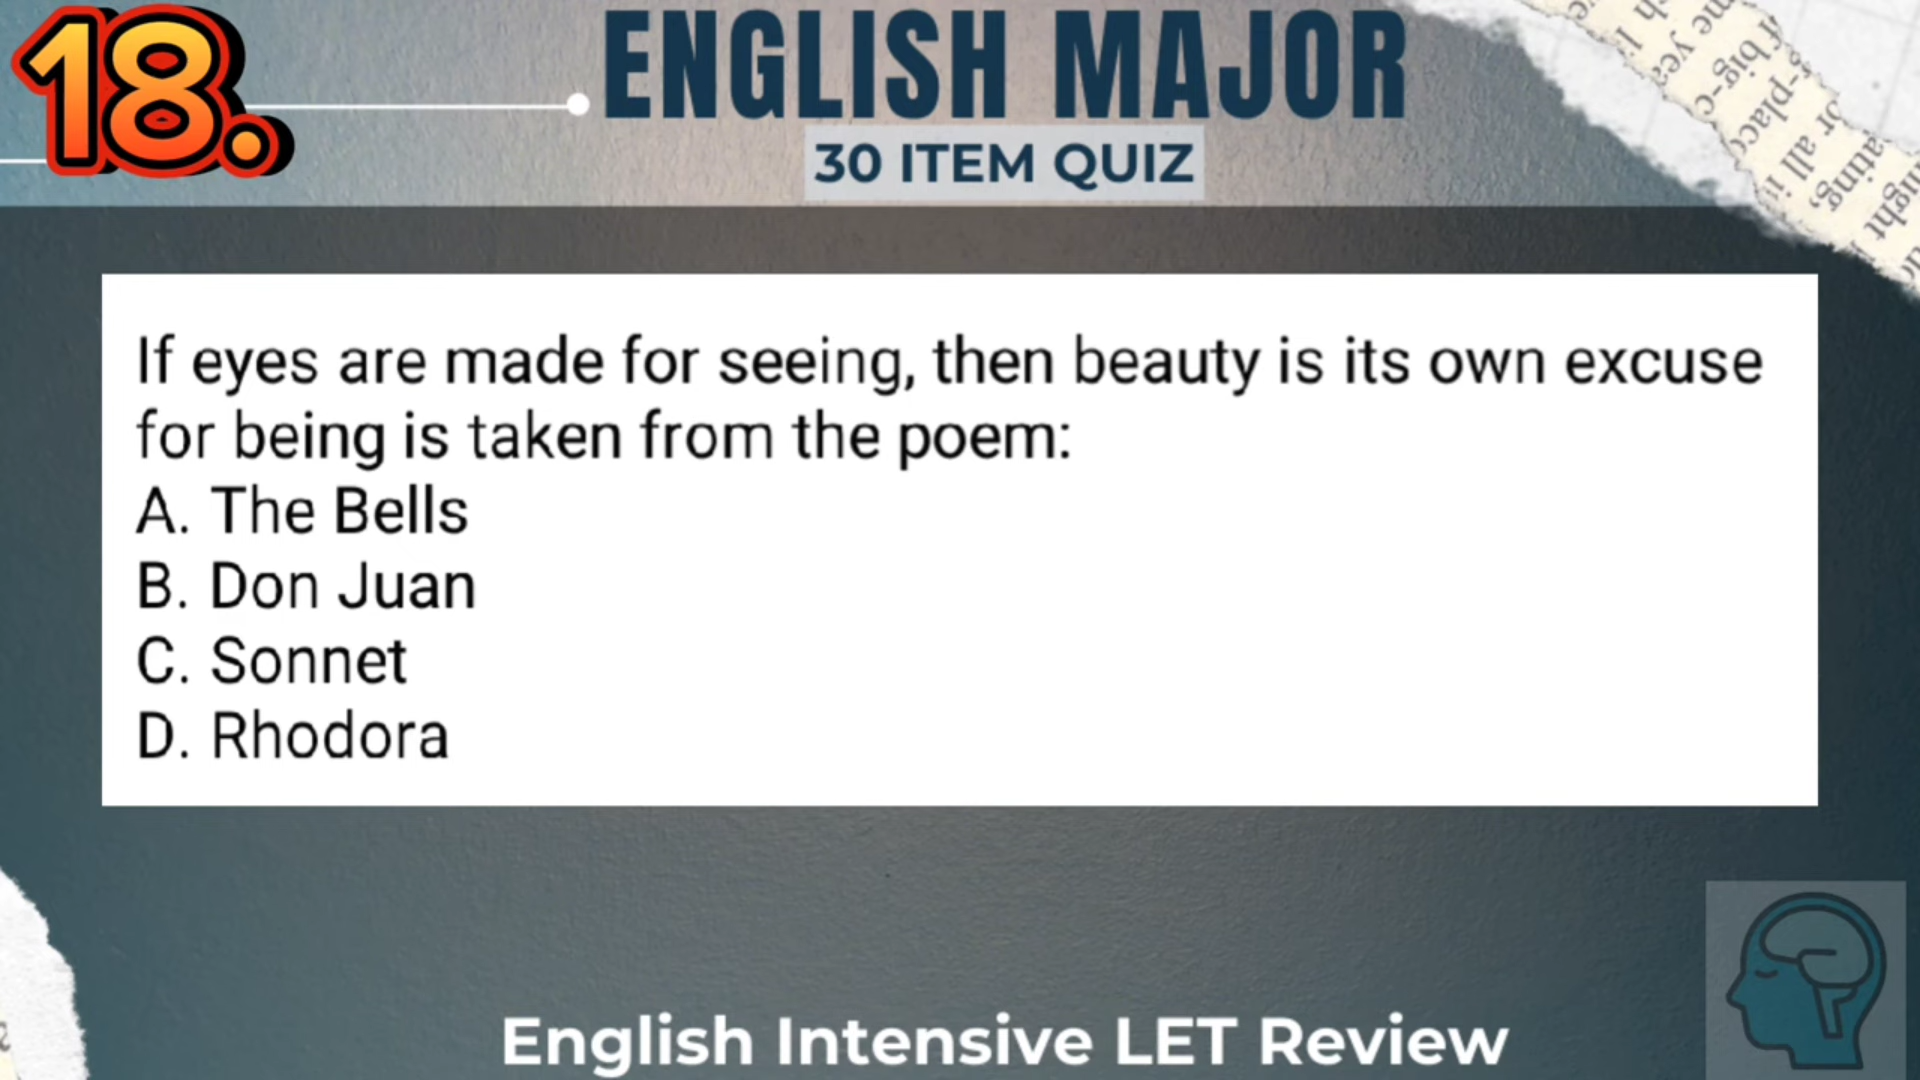 18.
ENGLISH MAJOR
30 ITEM QUIZ
If eyes are made for seeing, then beauty is its own excuse
for being is taken from the poem:
A. The Bells
B. Don Juan
C. Sonnet
D. Rhodora
English Intensive LET Review